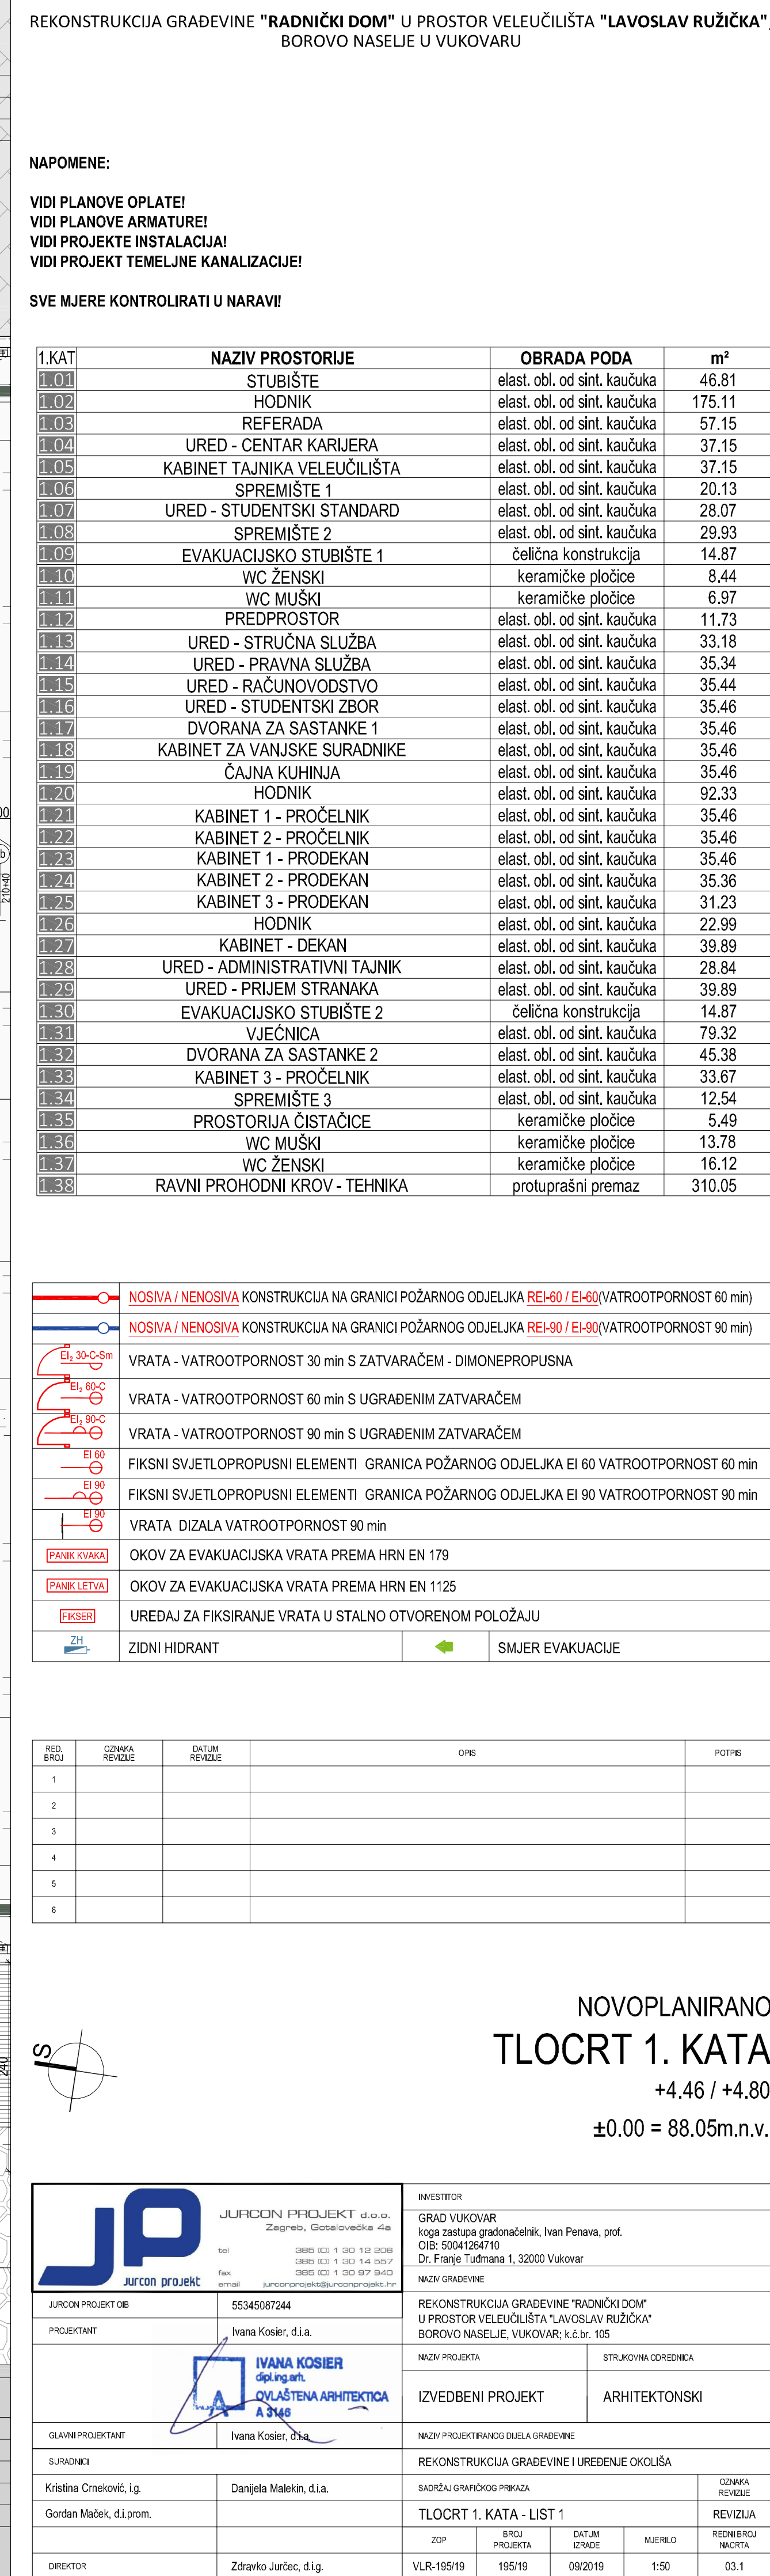 REKONSTRUKCIJA GRAĐEVINE "RADNIČKI DOM" U PROSTOR VELEUČILIŠTA "LAVOSLAV RUŽIČKA",
BOROVO NASELJE U VUKOVARU
NAPOMENE:
VIDI PLANOVE OPLATE!
VIDI PLANOVE ARMATURE!
VIDI PROJEKTE INSTALACIJA!
VIDI PROJEKT TEMELJNE KANALIZACIJE!
SVE MJERE KONTROLIRATI U NARAVI!
1.KAT NAZIV PROSTORIJE OBRADA PODA m²
1.01 STUBIŠTE elast. obl. od sint. kaučuka 46.81
1.02 HODNIK elast. obl. od sint. kaučuka 175.11
1.03 REFERADA elast. obl. od sint. kaučuka 57.15
1.04 URED - CENTAR KARIJERA elast. obl. od sint. kaučuka 37.15
1.05 KABINET TAJNIKA VELEUČILIŠTA elast. obl. od sint. kaučuka 37.15
1.06 SPREMIŠTE 1 elast. obl. od sint. kaučuka 20.13
1.07 URED - STUDENTSKI STANDARD elast. obl. od sint. kaučuka 28.07
1.08 SPREMIŠTE 2 elast. obl. od sint. kaučuka 29.93
1.09 EVAKUACIJSKO STUBIŠTE 1 čelična konstrukcija 14.87
1.10 WC ŽENSKI keramičke pločice 8.44
1.11 WC MUŠKI keramičke pločice 6.97
1.12 PREDPROSTOR elast. obl. od sint. kaučuka 11.73
1.13 URED - STRUČNA SLUŽBA elast. obl. od sint. kaučuka 33.18
1.14 URED - PRAVNA SLUŽBA elast. obl. od sint. kaučuka 35.34
1.15 URED - RAČUNOVODSTVO elast. obl. od sint. kaučuka 35.44
1.16 URED - STUDENTSKI ZBOR elast. obl. od sint. kaučuka 35.46
1.17 DVORANA ZA SASTANKE 1 elast. obl. od sint. kaučuka 35.46
1.18 KABINET ZA VANJSKE SURADNIKE elast. obl. od sint. kaučuka 35.46
1.19 ČAJNA KUHINJA elast. obl. od sint. kaučuka 35.46
1.20 HODNIK elast. obl. od sint. kaučuka 92.33
1.21 KABINET 1 - PROČELNIK elast. obl. od sint. kaučuka 35.46
1.22 KABINET 2 - PROČELNIK elast. obl. od sint. kaučuka 35.46
1.23 KABINET 1 - PRODEKAN elast. obl. od sint. kaučuka 35.46
1.24 KABINET 2 - PRODEKAN elast. obl. od sint. kaučuka 35.36
1.25 KABINET 3 - PRODEKAN elast. obl. od sint. kaučuka 31.23
1.26 HODNIK elast. obl. od sint. kaučuka 22.99
1.27 KABINET - DEKAN elast. obl. od sint. kaučuka 39.89
1.28 URED - ADMINISTRATIVNI TAJNIK elast. obl. od sint. kaučuka 28.84
1.29 URED - PRIJEM STRANAKA elast. obl. od sint. kaučuka 39.89
1.30 EVAKUACIJSKO STUBIŠTE 2 čelična konstrukcija 14.87
1.31 VJEĆNICA elast. obl. od sint. kaučuka 79.32
1.32 DVORANA ZA SASTANKE 2 elast. obl. od sint. kaučuka 45.38
1.33 KABINET 3 - PROČELNIK elast. obl. od sint. kaučuka 33.67
1.34 SPREMIŠTE 3 elast. obl. od sint. kaučuka 12.54
1.35 PROSTORIJA ČISTAČICE keramičke pločice 5.49
1.36 WC MUŠKI keramičke pločice 13.78
1.37 WC ŽENSKI keramičke pločice 16.12
1.38 RAVNI PROHODNI KROV - TEHNIKA protuprašni premaz 310.05
00
b
210+40
NOSIVA / NENOSIVA KONSTRUKCIJA NA GRANICI POŽARNOG ODJELJKA REI-60 / EI-60(VATROOTPORNOST 60 min)
NOSIVA / NENOSIVA KONSTRUKCIJA NA GRANICI POŽARNOG ODJELJKA REI-90 / EI-90(VATROOTPORNOST 90 min)
EI₂ 30-C-Sm VRATA - VATROOTPORNOST 30 min S ZATVARAČEM - DIMONEPROPUSNA
EI₂ 60-C VRATA - VATROOTPORNOST 60 min S UGRAĐENIM ZATVARAČEM
EI₂ 90-C VRATA - VATROOTPORNOST 90 min S UGRAĐENIM ZATVARAČEM
EI 60 FIKSNI SVJETLOPROPUSNI ELEMENTI GRANICA POŽARNOG ODJELJKA EI 60 VATROOTPORNOST 60 min
EI 90 FIKSNI SVJETLOPROPUSNI ELEMENTI GRANICA POŽARNOG ODJELJKA EI 90 VATROOTPORNOST 90 min
EI 90 VRATA DIZALA VATROOTPORNOST 90 min
PANIK KVAKA OKOV ZA EVAKUACIJSKA VRATA PREMA HRN EN 179
PANIK LETVA OKOV ZA EVAKUACIJSKA VRATA PREMA HRN EN 1125
FIKSER UREĐAJ ZA FIKSIRANJE VRATA U STALNO OTVORENOM POLOŽAJU
ZH ZIDNI HIDRANT SMJER EVAKUACIJE
RED. BROJ OZNAKA REVIZIJE DATUM REVIZIJE OPIS POTPIS
1
2
3
4
5
6
NOVOPLANIRANO
TLOCRT 1. KATA
+4.46 / +4.80
±0.00 = 88.05m.n.v.
S
240
JP
jurcon projekt
JURCON PROJEKT d.o.o.
Zagreb, Gotalovečka 4a
tel 385 (0) 1 30 12 206
385 (0) 1 30 14 557
fax 385 (0) 1 30 97 940
email jurconprojekt@jurconprojekt.hr
INVESTITOR
GRAD VUKOVAR
koga zastupa gradonačelnik, Ivan Penava, prof.
OIB: 50041264710
Dr. Franje Tuđmana 1, 32000 Vukovar
NAZIV GRAĐEVINE
JURCON PROJEKT OIB 55345087244
REKONSTRUKCIJA GRAĐEVINE "RADNIČKI DOM"
U PROSTOR VELEUČILIŠTA "LAVOSLAV RUŽIČKA"
BOROVO NASELJE, VUKOVAR; k.č.br. 105
PROJEKTANT Ivana Kosier, d.i.a.
IVANA KOSIER
dipl.ing.arh.
OVLAŠTENA ARHITEKTICA
A 3146
NAZIV PROJEKTA STRUKOVNA ODREDNICA
IZVEDBENI PROJEKT ARHITEKTONSKI
GLAVNI PROJEKTANT Ivana Kosier, d.i.a.
NAZIV PROJEKTIRANOG DIJELA GRAĐEVINE
REKONSTRUKCIJA GRAĐEVINE I UREĐENJE OKOLIŠA
SURADNICI
Kristina Crneković, i.g. Danijela Malekin, d.i.a.
Gordan Maček, d.i.prom.
SADRŽAJ GRAFIČKOG PRIKAZA OZNAKA REVIZIJE
TLOCRT 1. KATA - LIST 1 REVIZIJA
ZOP BROJ PROJEKTA DATUM IZRADE MJERILO REDNI BROJ NACRTA
DIREKTOR Zdravko Jurčec, d.i.g. VLR-195/19 195/19 09/2019 1:50 03.1